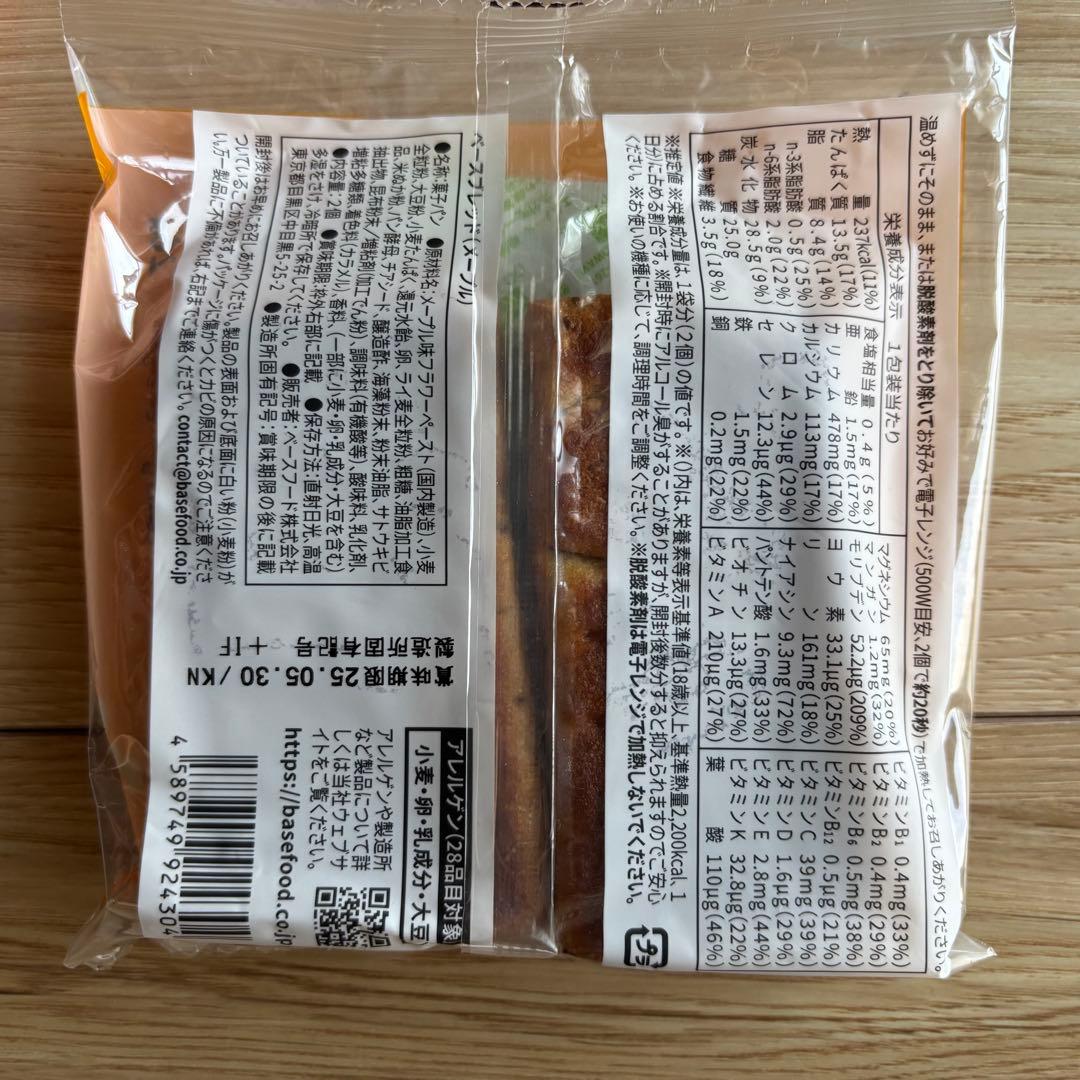 温めずにそのまま、または脱酸素剤をとり除いてお好みで電子レンジ(500W目安、2個で約20秒)で加熱してお召しあがりください。
栄養成分表示 1包装当たり
熱量 237kcal(11%)
たんぱく質 13.5g(17%)
脂質 8.4g(14%)
n-3系脂肪酸 0.5g(25%)
n-6系脂肪酸 2.0g(22%)
炭水化物 28.5g(9%)
糖質 25.0g
食物繊維 3.5g(18%)
食塩相当量 0.4g(5%)
亜鉛 1.5mg(17%)
カリウム 478mg(17%)
カルシウム 113mg(17%)
クロム 2.9μg(29%)
セレン 12.3μg(44%)
鉄 1.5mg(22%)
銅 0.2mg(22%)
マグネシウム 65mg(20%)
マンガン 1.2mg(32%)
モリブデン 52.2μg(209%)
ヨウ素 33.1μg(25%)
リン 161mg(18%)
ナイアシン 9.3mg(72%)
パントテン酸 1.6mg(33%)
ビオチン 13.3μg(27%)
ビタミンA 210μg(27%)
ビタミンB1 0.4mg(33%)
ビタミンB2 0.4mg(29%)
ビタミンB6 0.5mg(38%)
ビタミンB12 0.5μg(21%)
ビタミンC 39mg(39%)
ビタミンD 1.6μg(29%)
ビタミンE 2.8mg(44%)
ビタミンK 32.8μg(22%)
葉酸 110μg(46%)
※推定値 ※栄養成分量は、1袋分(2個)の値です。※()内は、栄養素等表示基準値(18歳以上、基準熱量2,200kcal、1
日分)に占める割合です。※開封時にアルコール臭がすることがありますが、開封後数分すると抑えられますのでご安心
ください。※お使いの機種に応じて、調理時間をご調整ください。※脱酸素剤は電子レンジで加熱しないでください。
プラ
ベースブレッド(メープル)
●名称:菓子パン ●原材料名:メープル味フラワーペースト(国内製造)、小麦
全粒粉、大豆粉、小麦たんぱく、還元水飴、卵、ライ麦全粒粉、粗糖、油脂加工食
品、米ぬか粉、パン酵母、チアシード、醸造酢、海藻粉末、粉末油脂、サトウキビ
抽出物、昆布粉末/増粘剤(加工でん粉)、調味料(有機酸等)、酸味料、乳化剤、
増粘多糖類、着色料(カラメル)、香料、(一部に小麦・卵・乳成分・大豆を含む)
●内容量:2個 ●賞味期限:枠外右部に記載 ●保存方法:直射日光、高温
多湿をさけ、冷暗所で保存してください。 ●販売者:ベースフード株式会社
東京都目黒区中目黒5-26-2 ●製造所固有記号:賞味期限の後に記載
開封後はお早めにお召しあがりください。製品の表面および底面に白い粉(小麦粉)が
ついていることがあります。パッケージに傷がつくとカビの原因になるのでご注意くださ
い。万一製品に不備があれば、右記までご連絡ください。contact@basefood.co.jp
賞味期限25.05.30/KN
製造所固有記号 +IF
アレルゲン(28品目対象)
小麦・卵・乳成分・大豆
アレルゲンや製造所
など製品について詳
しくは当社ウェブサ
イトをご覧ください。
https://basefood.co.jp
4 589749 924304